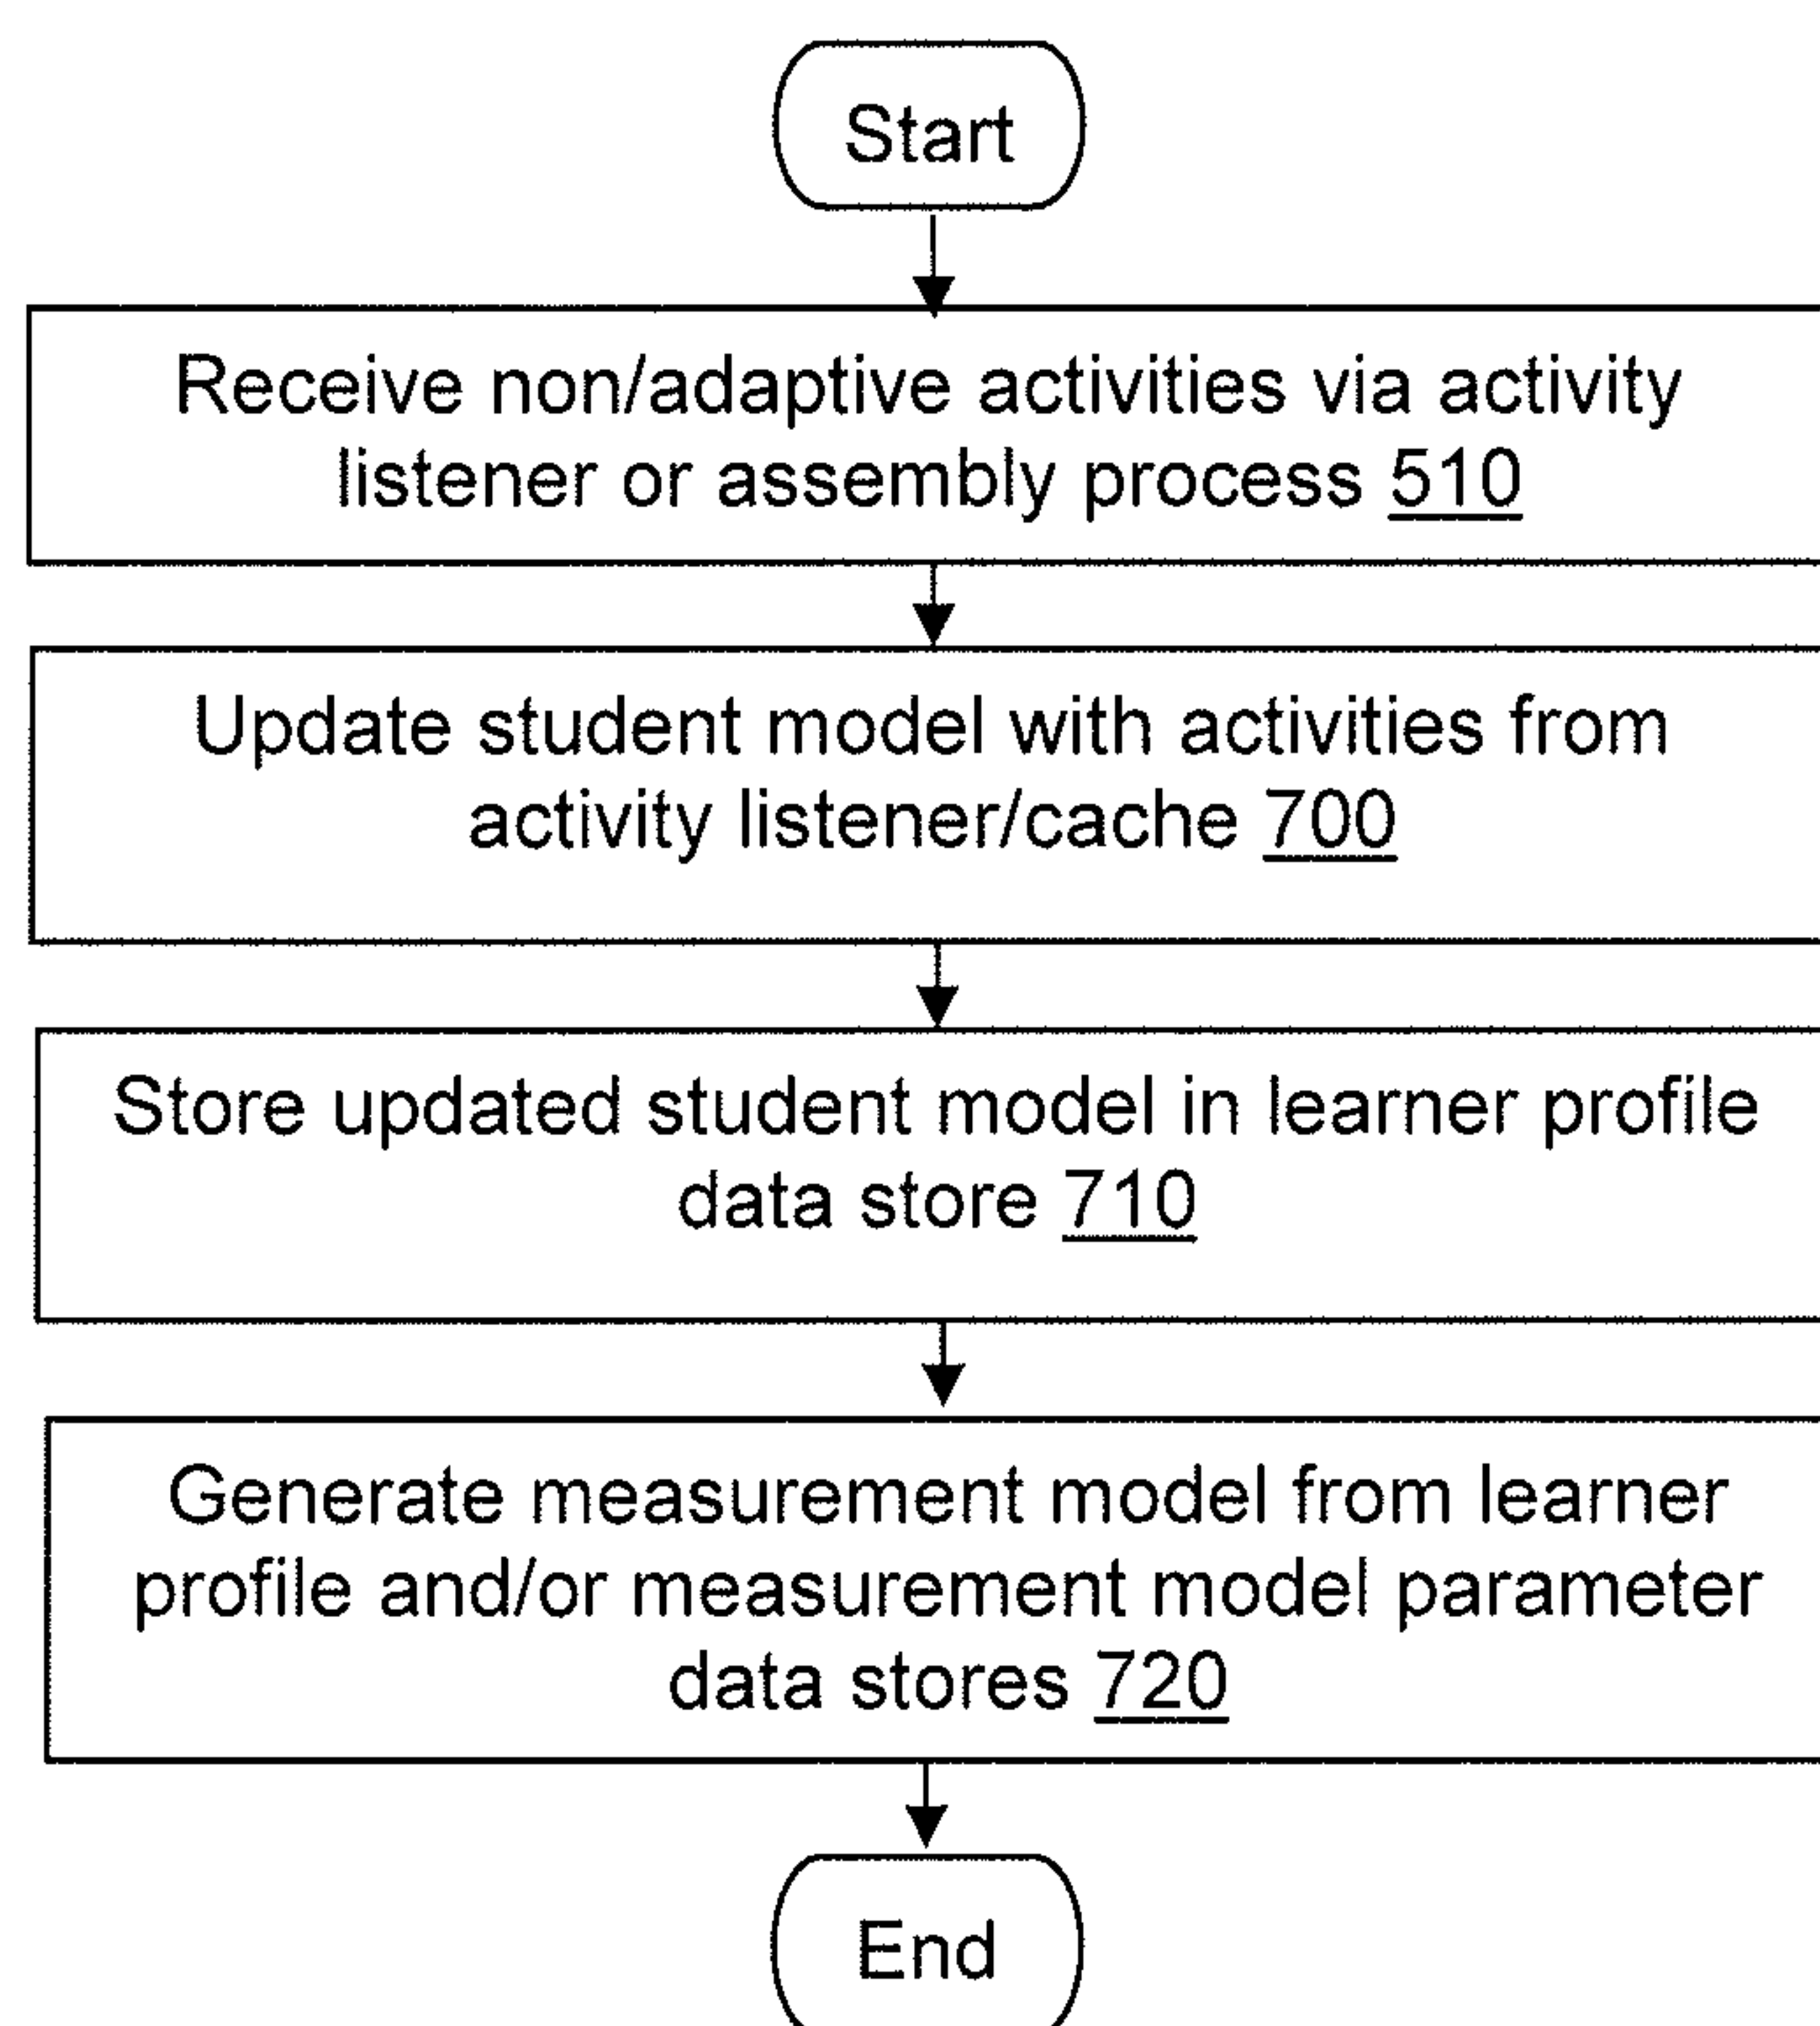 Start
Receive non/adaptive activities via activity
listener or assembly process 510
Update student model with activities from
activity listener/cache 700
Store updated student model in learner profile
data store 710
Generate measurement model from learner
profile and/or measurement model parameter
data stores 720
End